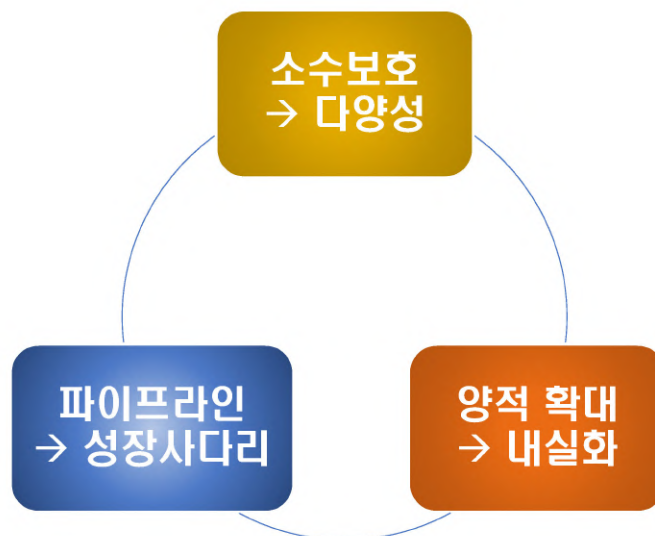 소수보호
→ 다양성
파이프라인
→ 성장사다리
양적 확대
→ 내실화